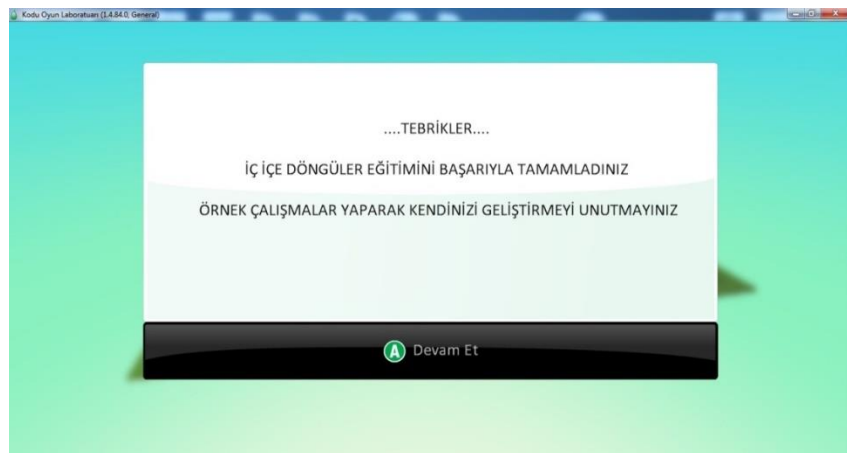 Kodu Oyun Laboratuarı (1.4.84.0, General)
....TEBRİKLER....
İÇ İÇE DÖNGÜLER EĞİTİMİNİ BAŞARIYLA TAMAMLADINIZ
ÖRNEK ÇALIŞMALAR YAPARAK KENDİNİZİ GELİŞTİRMEYİ UNUTMAYINIZ
A Devam Et